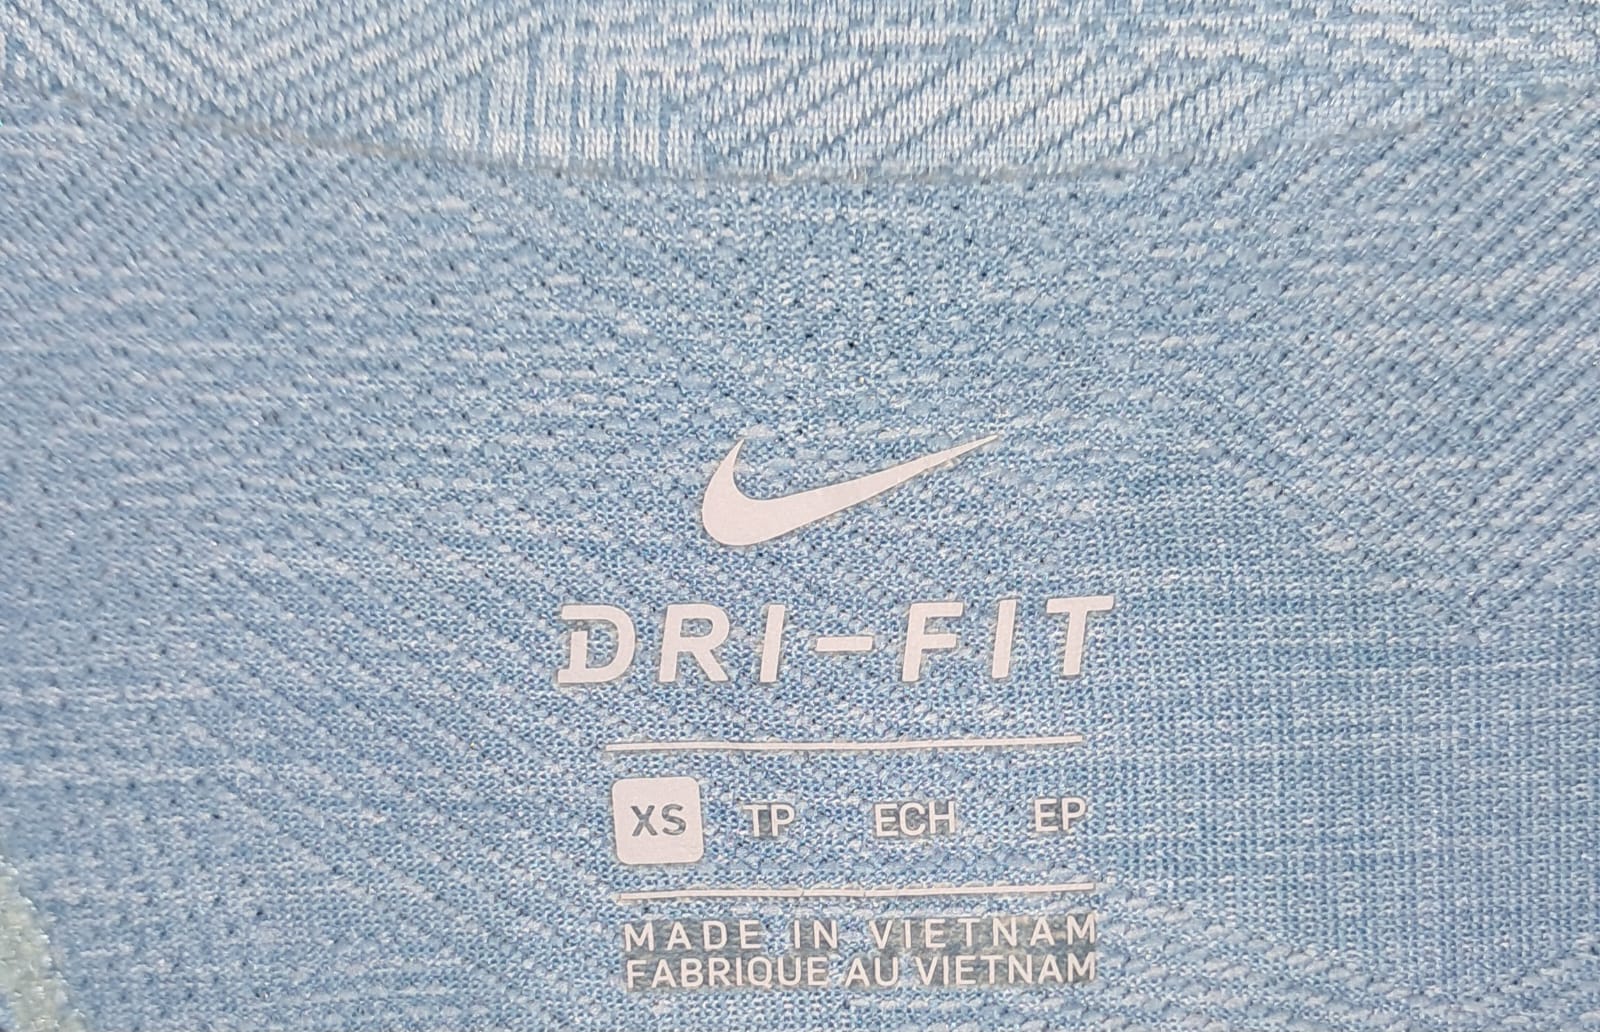 DRI-FIT
XS TP ECH EP
MADE IN VIETNAM
FABRIQUE AU VIETNAM